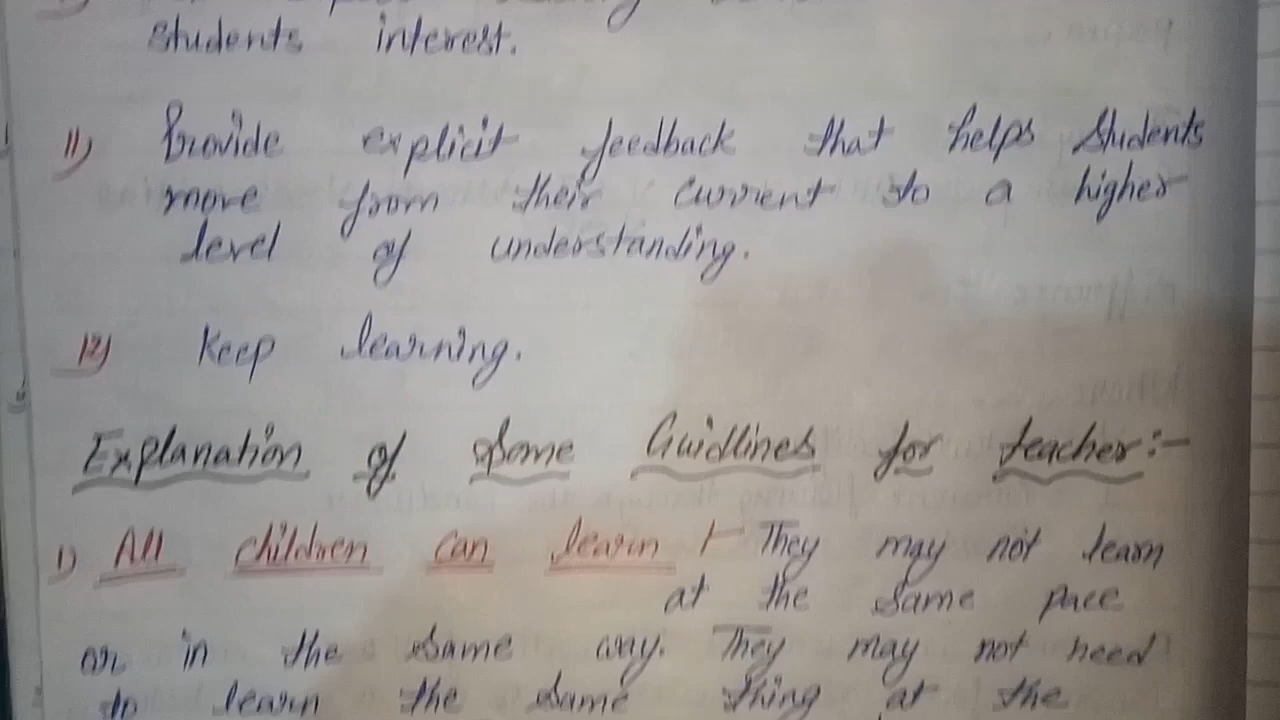 students interest.
11) Provide explicit feedback that helps students
move from their current to a higher
level of understanding.
12) Keep learning.
Explanation of Some Guidlines for teacher:-
1) All children can learn :- They may not learn
at the same pace
or in the same way. They may not need
to learn the same thing at the